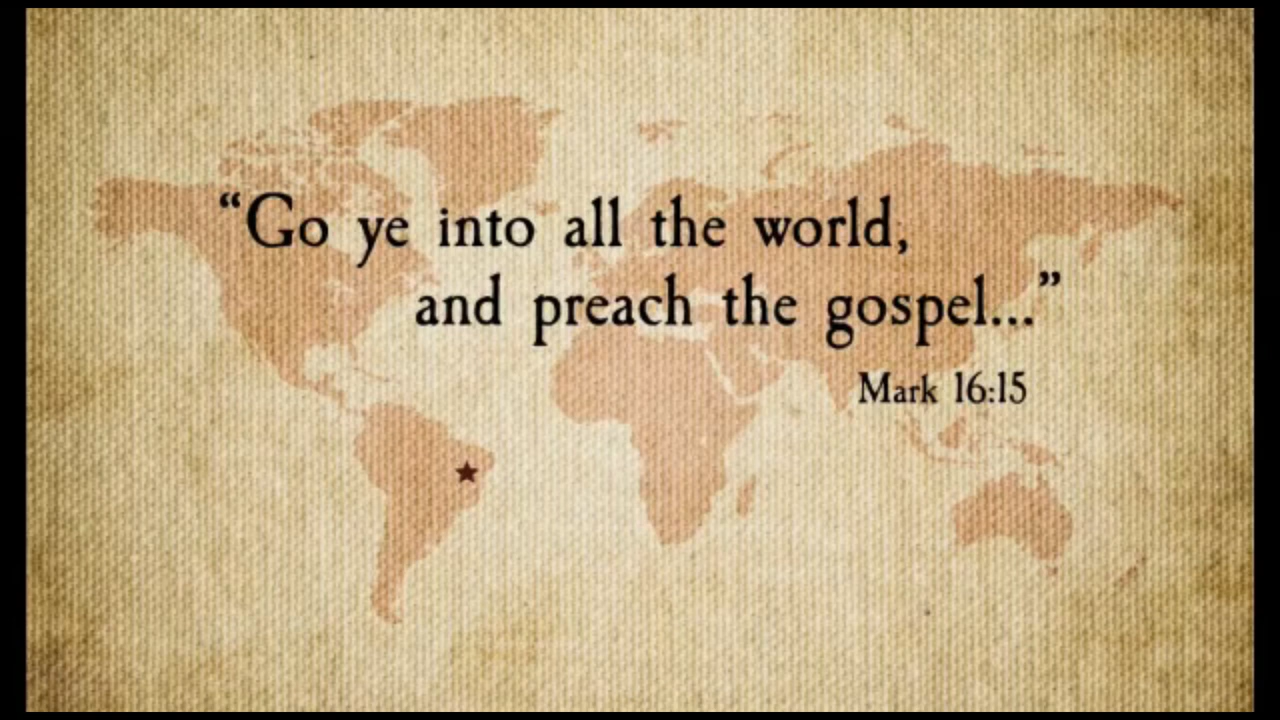 “Go ye into all the world,
and preach the gospel...”
Mark 16:15